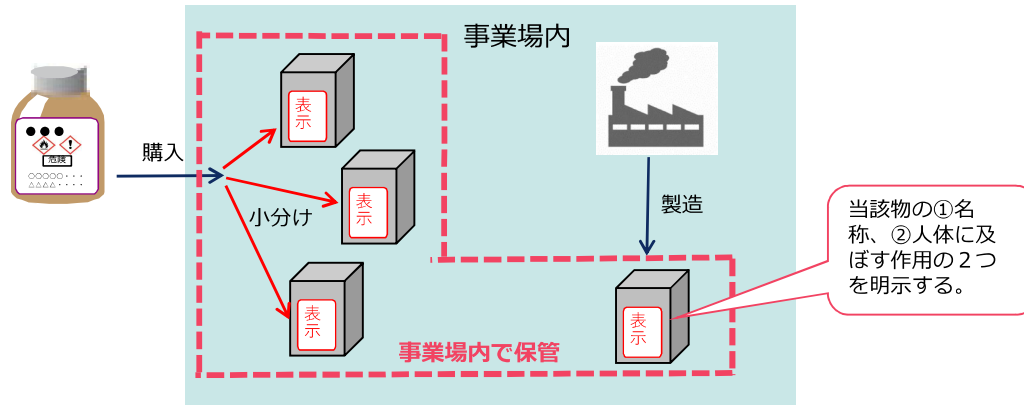 事業場内
危険
○○○○○・・・
△△△△・・・・
購入
小分け
表
示
表
示
表
示
製造
表
示
事業場内で保管
当該物の①名
称、②人体に及
ぼす作用の２つ
を明示する。